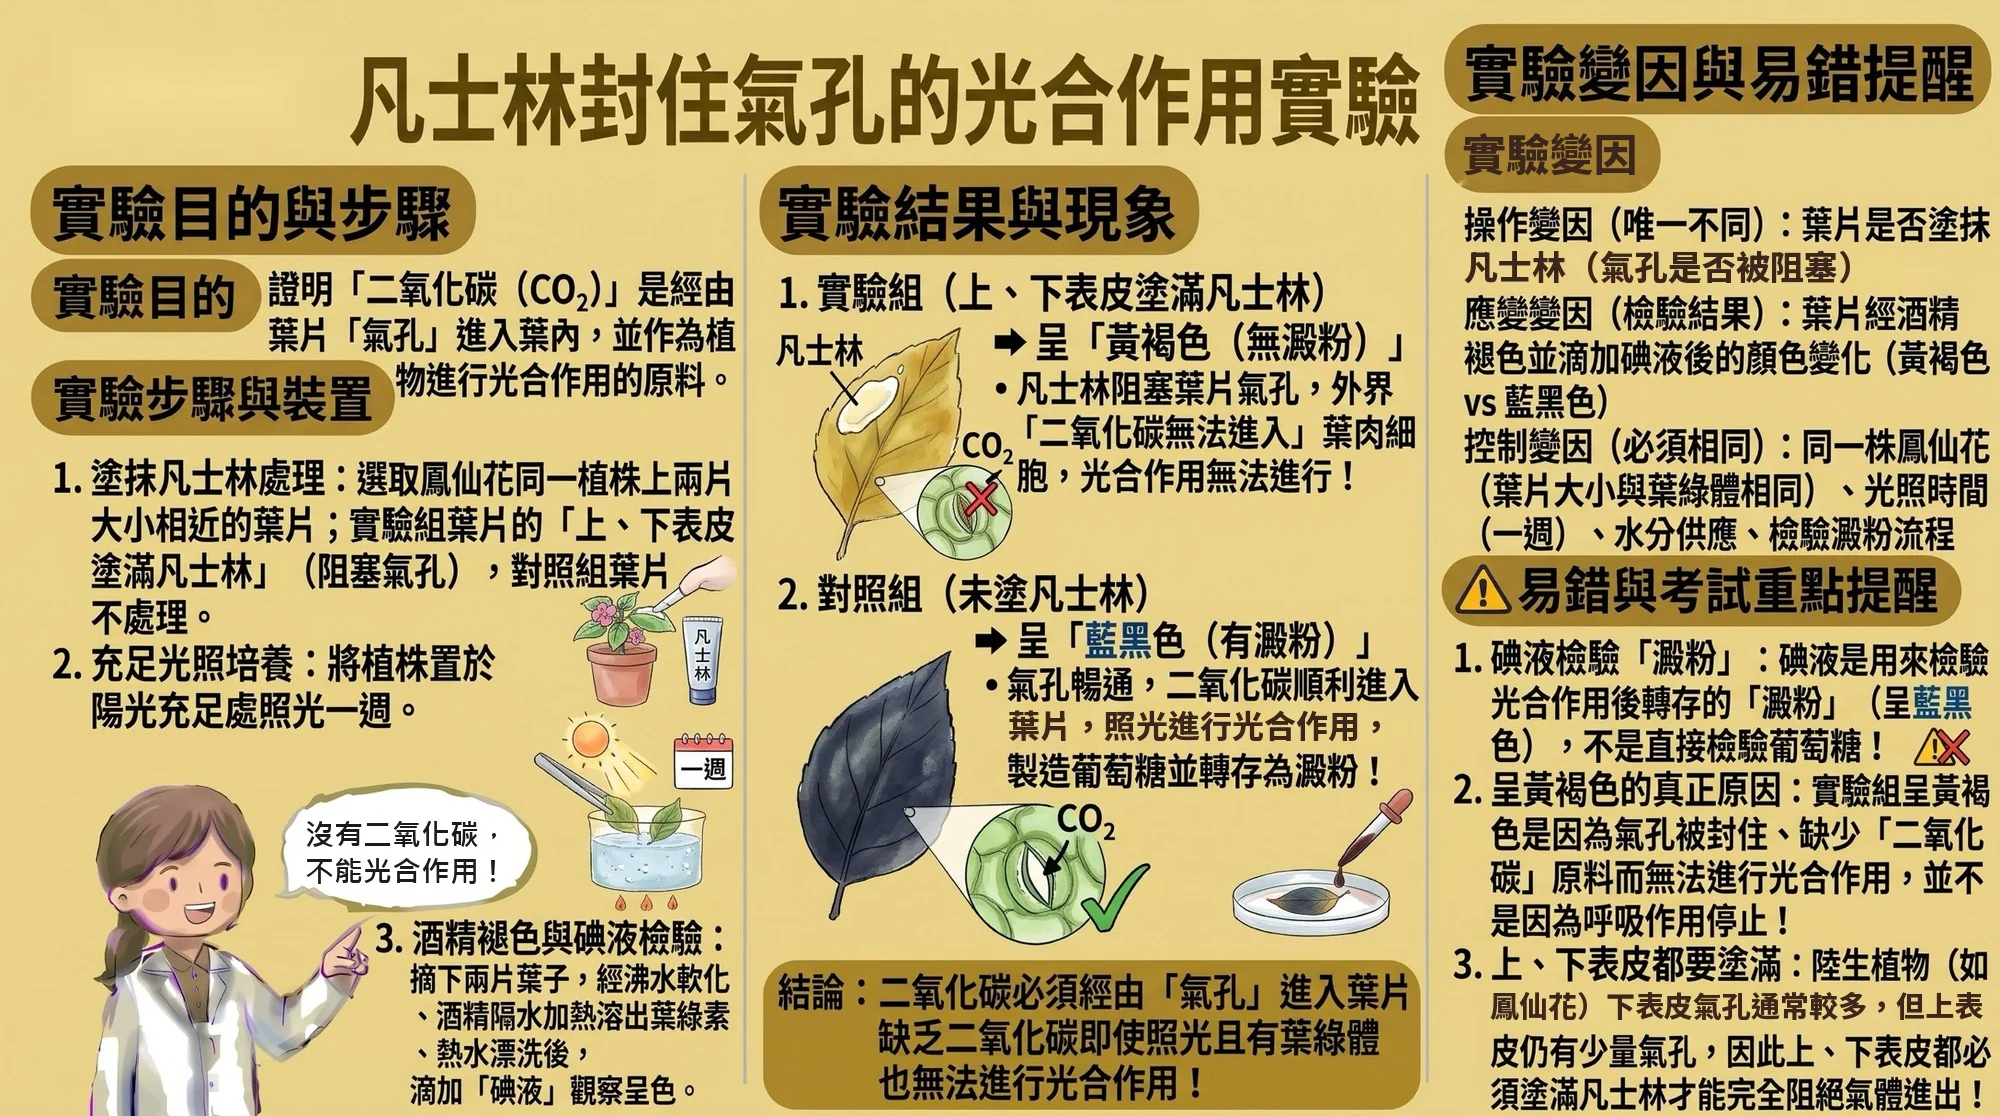 凡士林封住氣孔的光合作用實驗
實驗目的與步驟
實驗目的
證明「二氧化碳（CO₂）」是經由
葉片「氣孔」進入葉內，並作為植
物進行光合作用的原料。
實驗步驟與裝置
1. 塗抹凡士林處理：選取鳳仙花同一植株上兩片
大小相近的葉片；實驗組葉片的「上、下表皮
塗滿凡士林」（阻塞氣孔），對照組葉片
不處理。
凡士林
2. 充足光照培養：將植株置於
陽光充足處照光一週。
一週
沒有二氧化碳，
不能光合作用！
3. 酒精褪色與碘液檢驗：
摘下兩片葉子，經沸水軟化
、酒精隔水加熱溶出葉綠素
、熱水漂洗後，
滴加「碘液」觀察呈色。
實驗結果與現象
1. 實驗組（上、下表皮塗滿凡士林）
凡士林
➡ 呈「黃褐色（無澱粉）」
• 凡士林阻塞葉片氣孔，外界
「二氧化碳無法進入」葉肉細
胞，光合作用無法進行！
CO₂
2. 對照組（未塗凡士林）
➡ 呈「藍黑色（有澱粉）」
• 氣孔暢通，二氧化碳順利進入
葉片，照光進行光合作用，
製造葡萄糖並轉存為澱粉！
CO₂
結論：二氧化碳必須經由「氣孔」進入葉片
缺乏二氧化碳即使照光且有葉綠體
也無法進行光合作用！
實驗變因與易錯提醒
實驗變因
操作變因（唯一不同）：葉片是否塗抹
凡士林（氣孔是否被阻塞）
應變變因（檢驗結果）：葉片經酒精
褪色並滴加碘液後的顏色變化（黃褐色
vs 藍黑色）
控制變因（必須相同）：同一株鳳仙花
（葉片大小與葉綠體相同）、光照時間
（一週）、水分供應、檢驗澱粉流程
易錯與考試重點提醒
1. 碘液檢驗「澱粉」：碘液是用來檢驗
光合作用後轉存的「澱粉」（呈藍黑
色），不是直接檢驗葡萄糖！
2. 呈黃褐色的真正原因：實驗組呈黃褐
色是因為氣孔被封住、缺少「二氧化
碳」原料而無法進行光合作用，並不
是因為呼吸作用停止！
3. 上、下表皮都要塗滿：陸生植物（如
鳳仙花）下表皮氣孔通常較多，但上表
皮仍有少量氣孔，因此上、下表皮都必
須塗滿凡士林才能完全阻絕氣體進出！